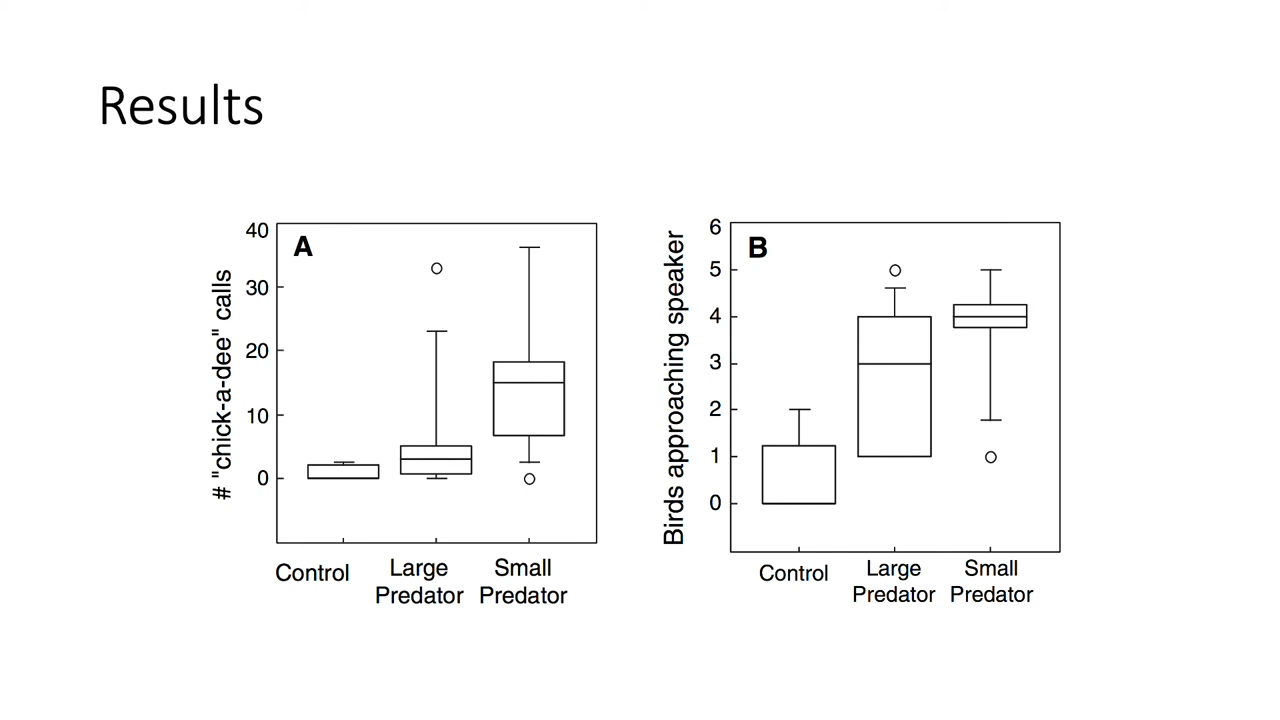 Results
A
# "chick-a-dee" calls
40
30
20
10
0
Control
Large
Predator
Small
Predator
B
Birds approaching speaker
6
5
4
3
2
1
0
Control
Large
Predator
Small
Predator